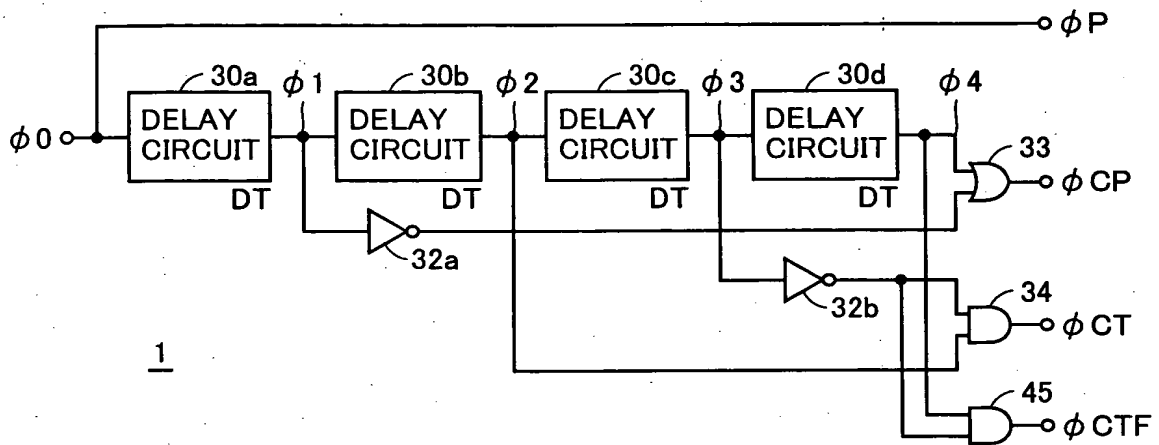 φP
30a
φ1
30b
φ2
30c
φ3
30d
φ4
φ0
DELAY
CIRCUIT
DELAY
CIRCUIT
DELAY
CIRCUIT
DELAY
CIRCUIT
33
φCP
DT
DT
DT
DT
32a
32b
34
φCT
1
45
φCTF